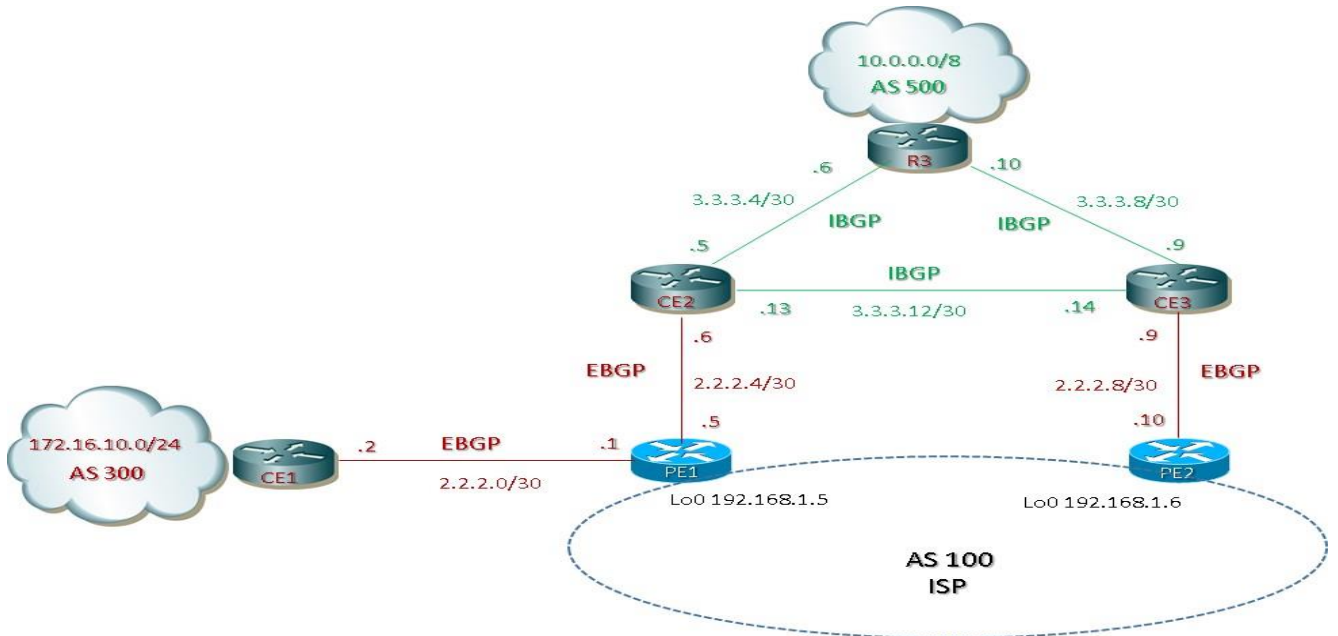 10.0.0.0/8
AS 500
R3
.6
.10
3.3.3.4/30
3.3.3.8/30
IBGP
IBGP
.5
.9
IBGP
CE2
CE3
.13
3.3.3.12/30
.14
.6
.9
EBGP
EBGP
2.2.2.4/30
2.2.2.8/30
172.16.10.0/24
AS 300
CE1
.2
EBGP
.1
.5
.10
PE1
PE2
2.2.2.0/30
Lo0 192.168.1.5
Lo0 192.168.1.6
AS 100
ISP